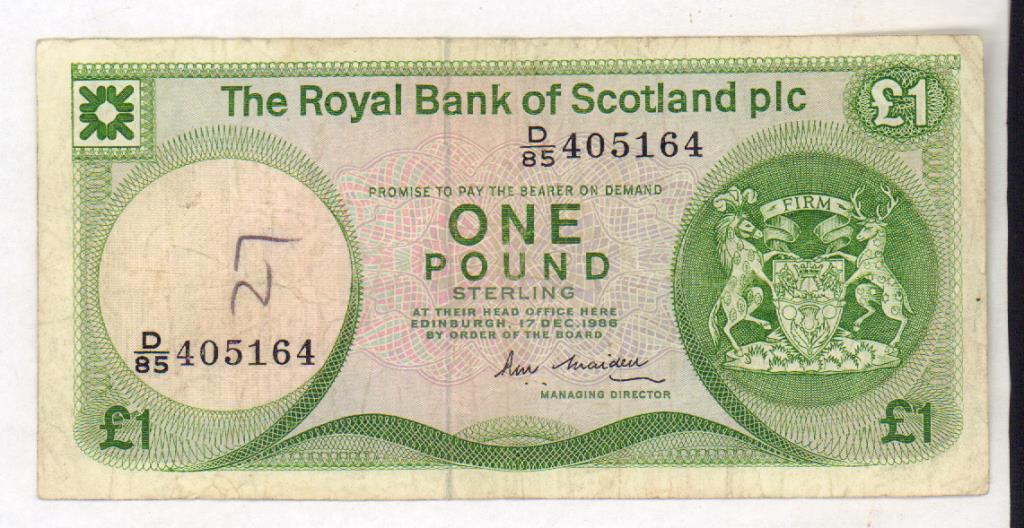 The Royal Bank of Scotland plc
£1
D/85 405164
PROMISE TO PAY THE BEARER ON DEMAND
ONE
POUND
STERLING
AT THEIR HEAD OFFICE HERE
EDINBURGH, 17 DEC. 1986
BY ORDER OF THE BOARD
MANAGING DIRECTOR
FIRM
27
D/85 405164
£1
£1